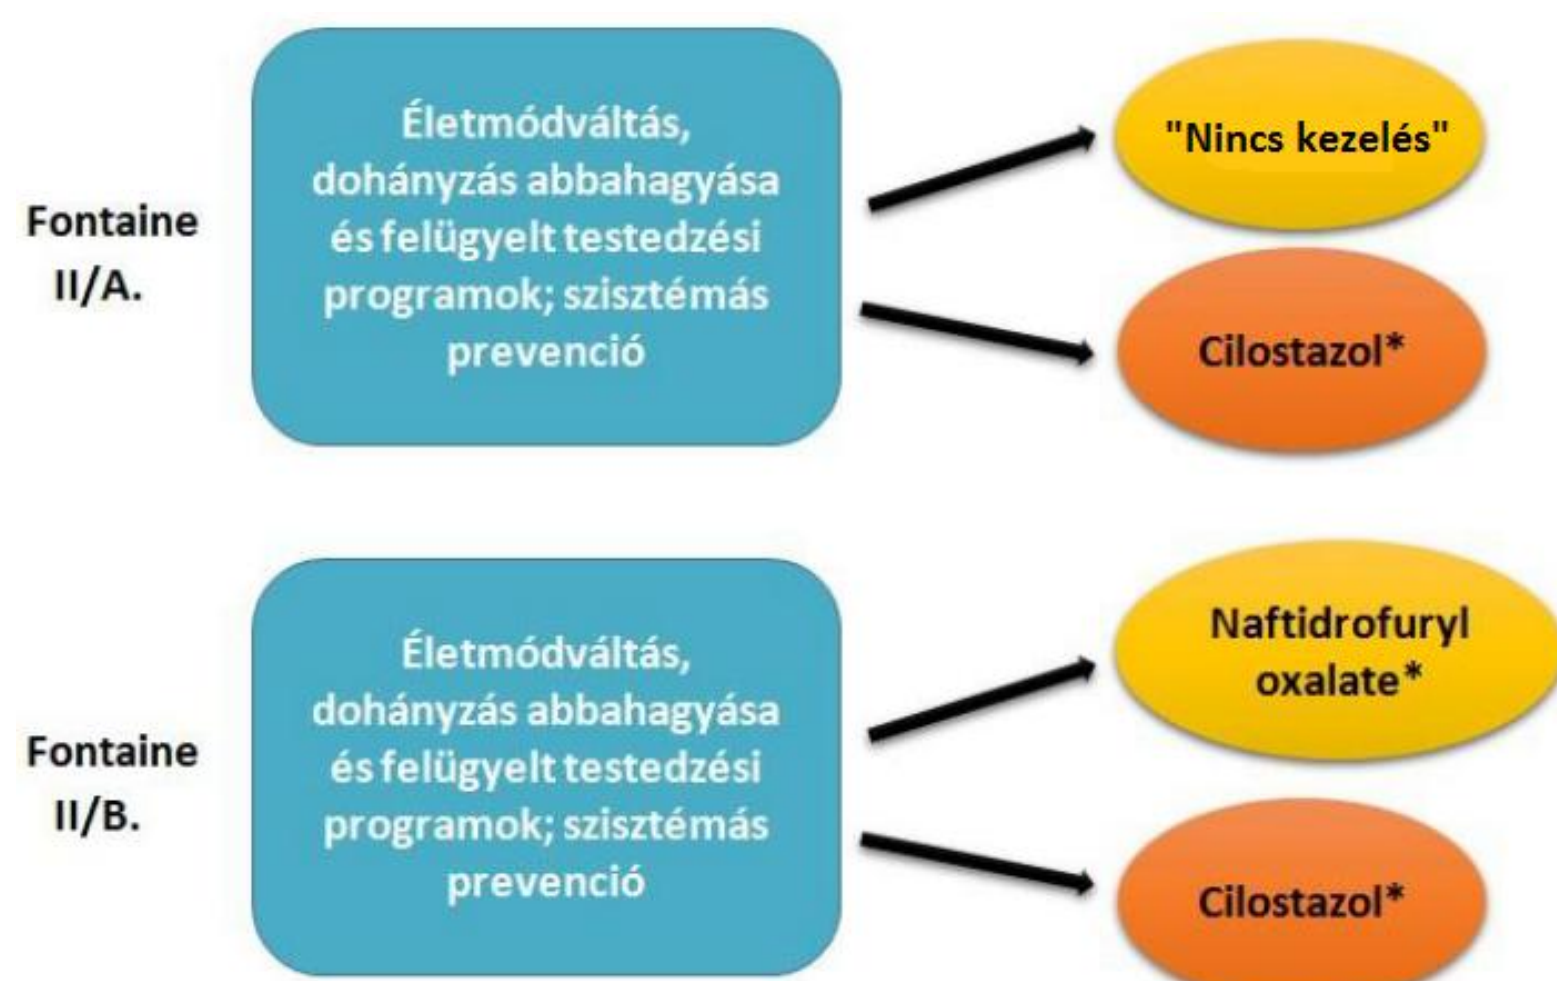 Fontaine
II/A.
Életmódváltás,
dohányzás abbahagyása
és felügyelt testedzési
programok; szisztémás
prevenció
"Nincs kezelés"
Cilostazol*
Fontaine
II/B.
Életmódváltás,
dohányzás abbahagyása
és felügyelt testedzési
programok; szisztémás
prevenció
Naftidrofuryl
oxalate*
Cilostazol*